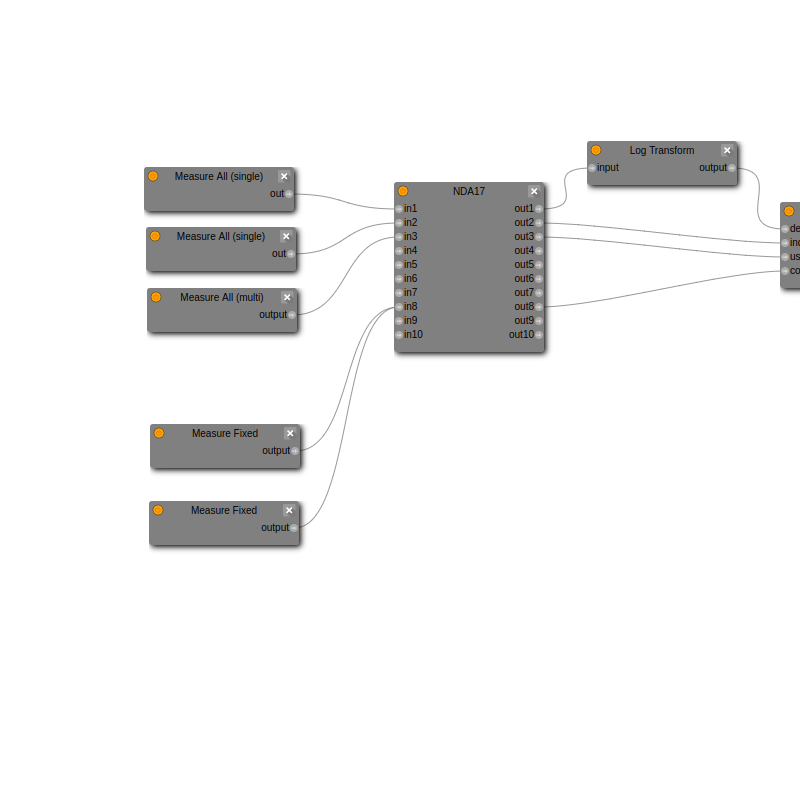 Measure All (single)
out
Measure All (single)
out
Measure All (multi)
output
Measure Fixed
output
Measure Fixed
output
NDA17
in1 out1
in2 out2
in3 out3
in4 out4
in5 out5
in6 out6
in7 out7
in8 out8
in9 out9
in10 out10
Log Transform
input output
de
us
co